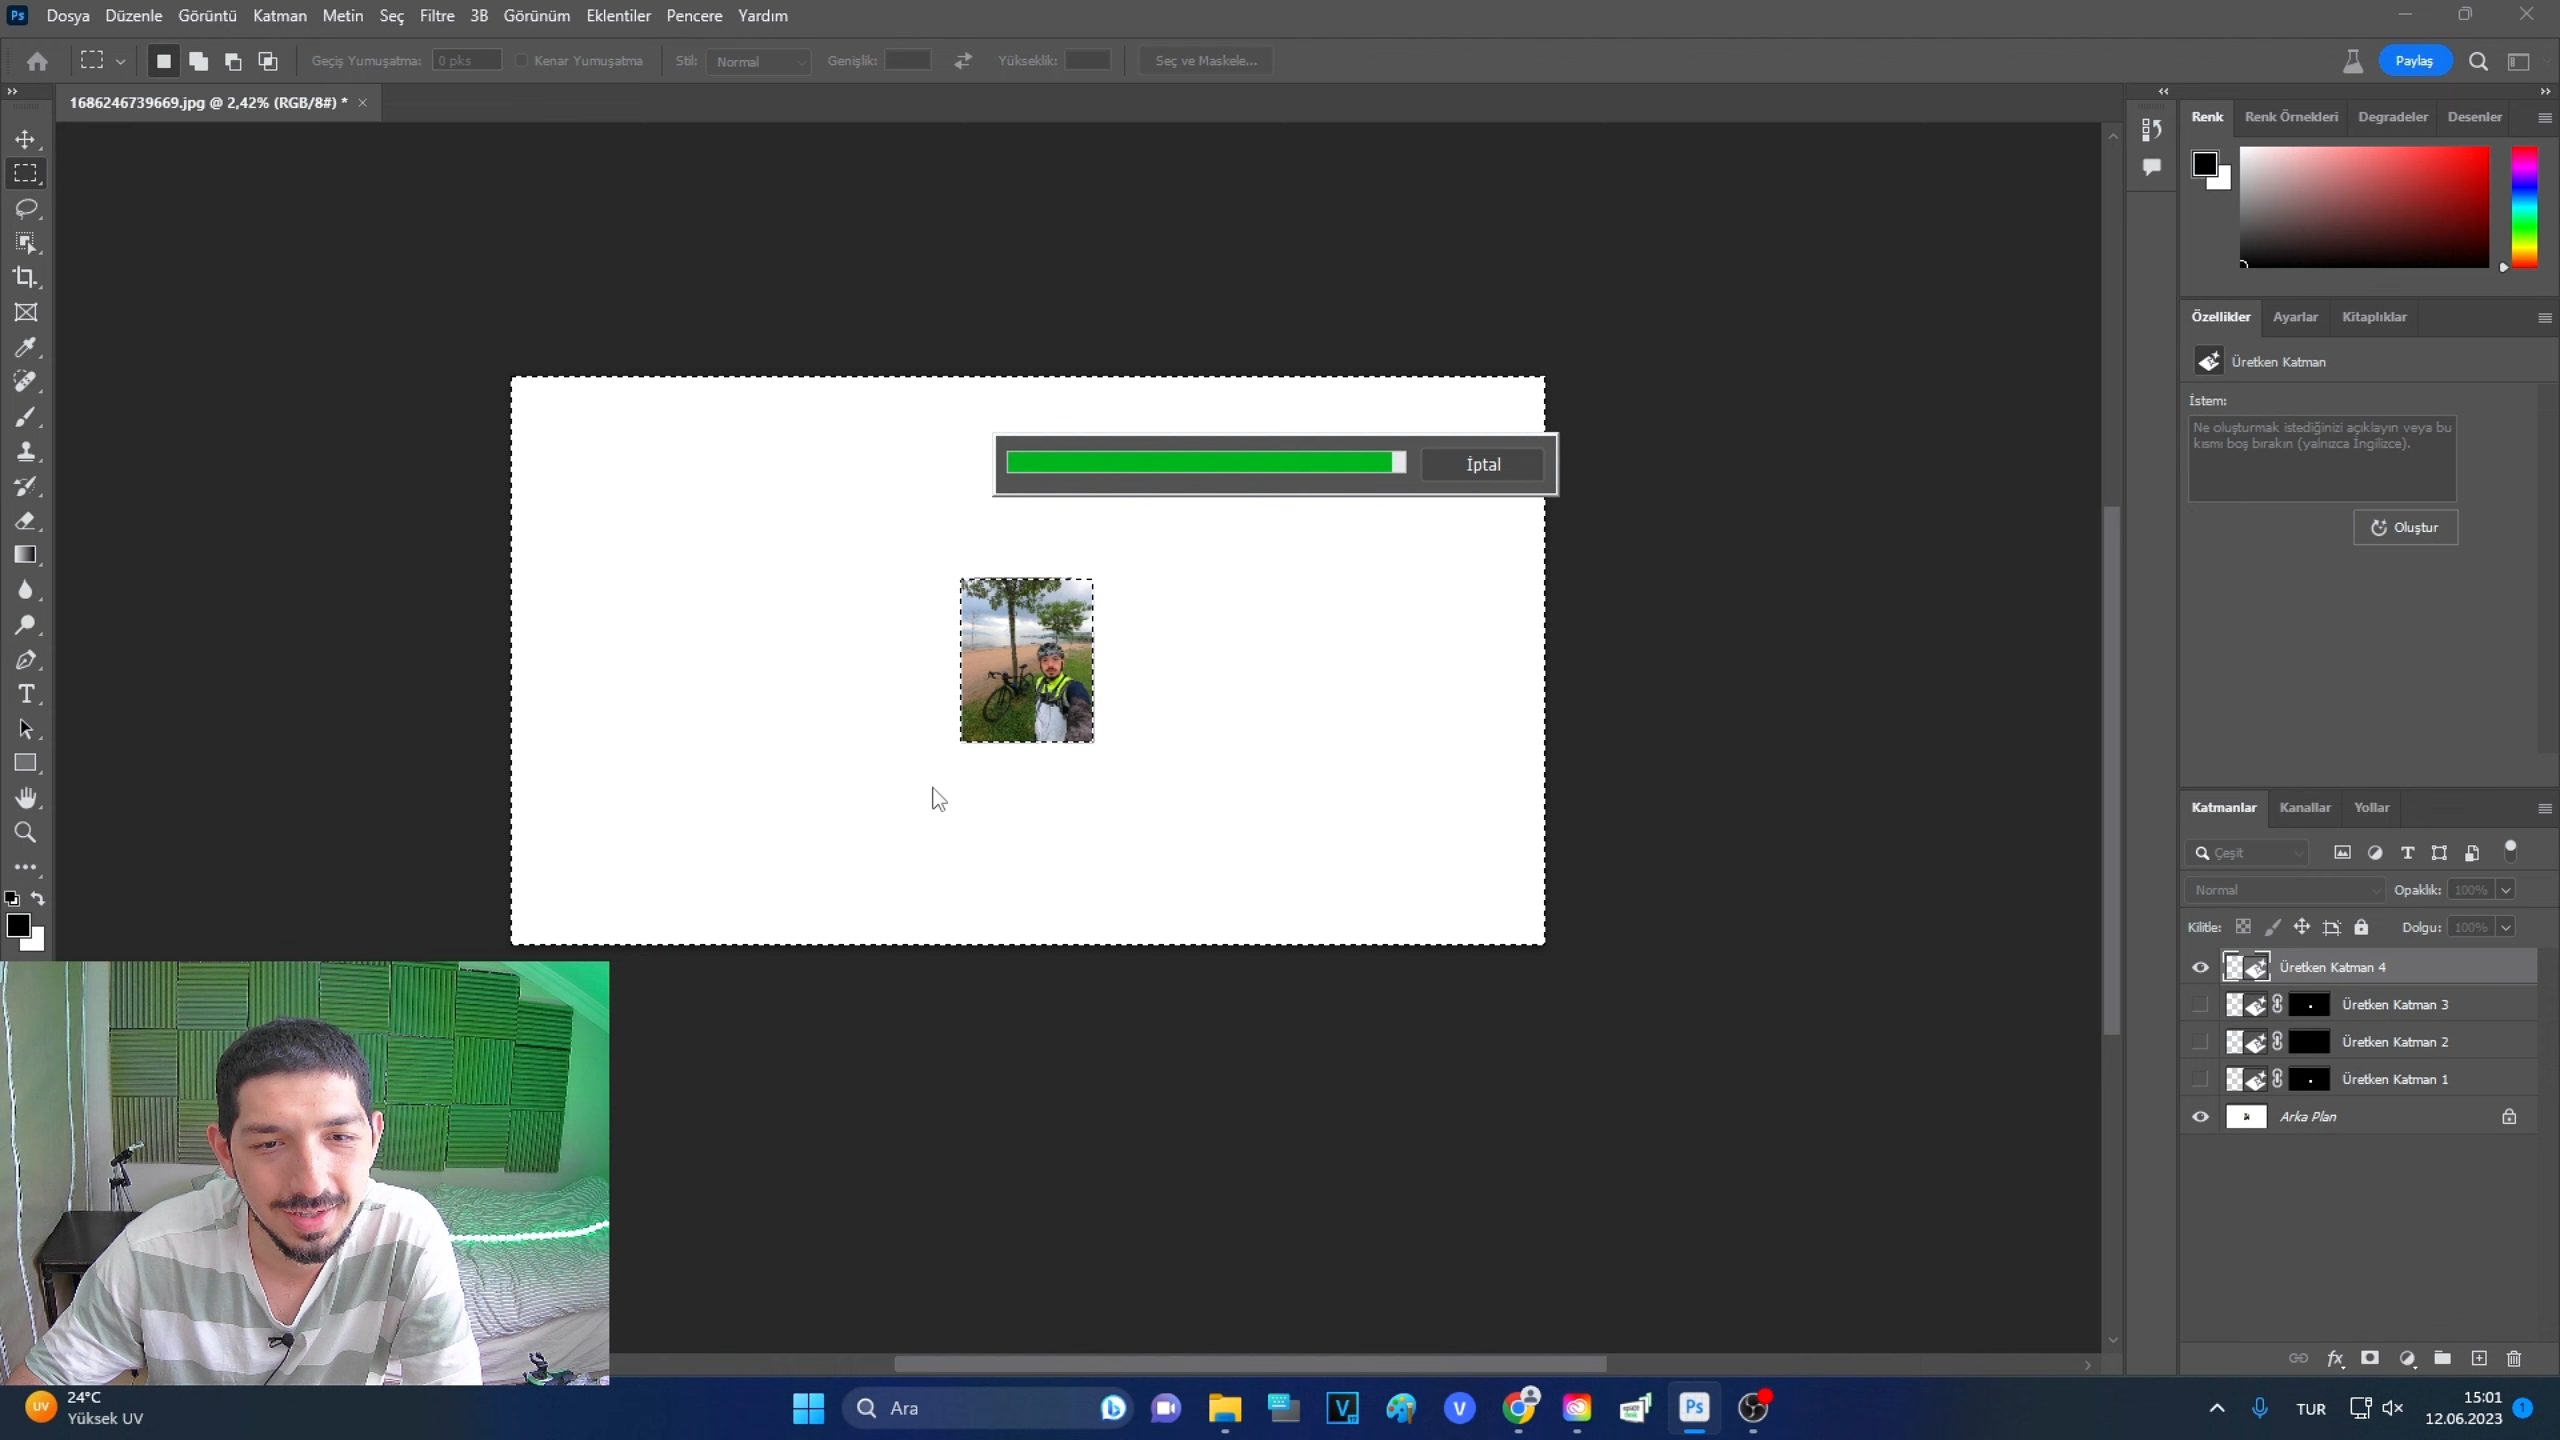 Ps Dosya Düzenle Görüntü Katman Metin Seç Filtre 3B Görünüm Eklentiler Pencere Yardım
Geçiş Yumuşatma: 0 pks Kenar Yumuşatma Stil: Normal Genişlik: Yükseklik: Seç ve Maskele... Paylaş
1686246739669.jpg @ 2,42% (RGB/8#) *
Renk Renk Örnekleri Degradeler Desenler
Özellikler Ayarlar Kitaplıklar
Üretken Katman
İstem:
Ne oluşturmak istediğinizi açıklayın veya bu
kısmı boş bırakın (yalnızca İngilizce).
İptal
Oluştur
Katmanlar Kanallar Yollar
Çeşit
Normal Opaklık: 100%
Kilitle: Dolgu: 100%
Üretken Katman 4
Üretken Katman 3
Üretken Katman 2
Üretken Katman 1
Arka Plan
UV 24°C
Yüksek UV
Ara
V
V
Ps
TUR
15:01
12.06.2023
1